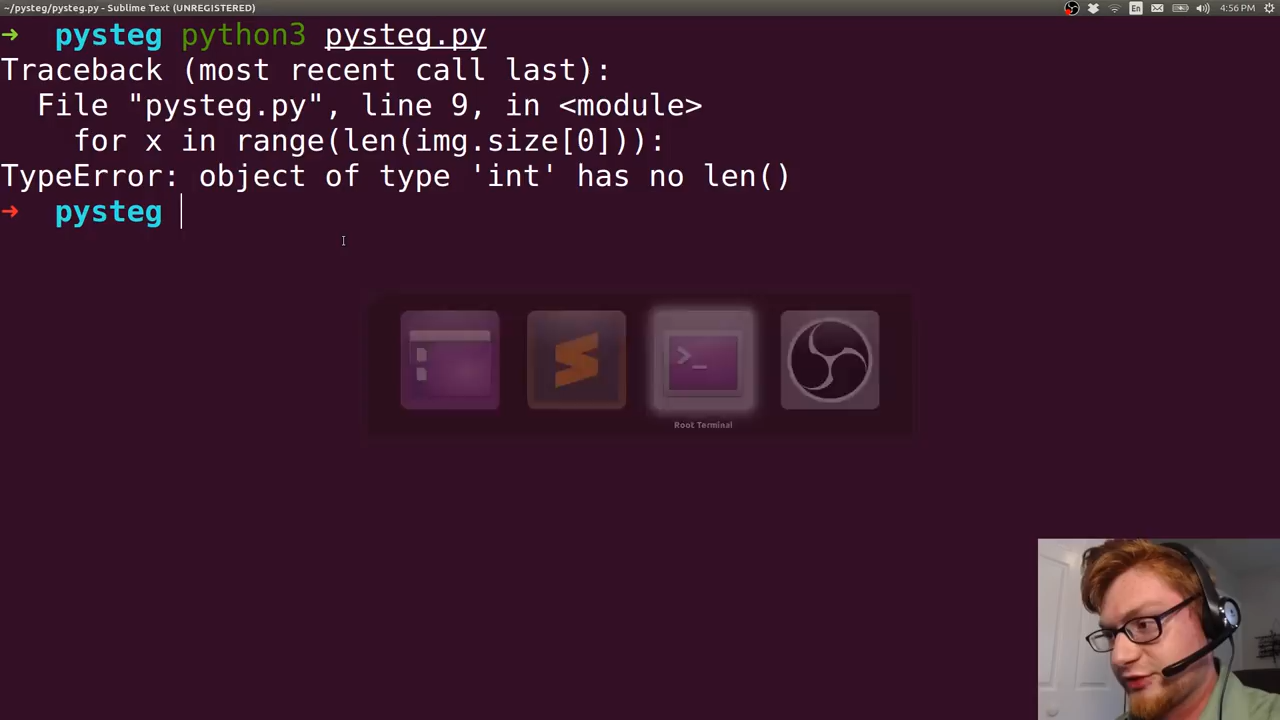 ~/pysteg/pysteg.py - Sublime Text (UNREGISTERED)
En
4:56 PM
→ pysteg python3 pysteg.py
Traceback (most recent call last):
File "pysteg.py", line 9, in <module>
for x in range(len(img.size[0])):
TypeError: object of type 'int' has no len()
→ pysteg
>_
Root Terminal